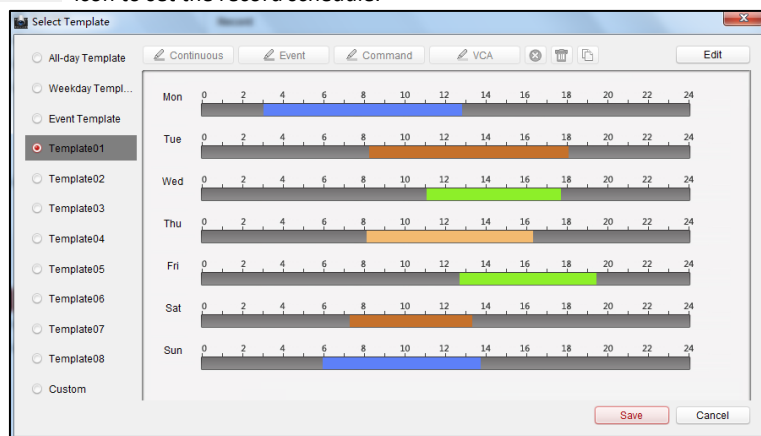 icon to set the record schedule.
Select Template
All-day Template
Continuous Event Command VCA Edit
Weekday Templ...
Event Template
Template01
Template02
Template03
Template04
Template05
Template06
Template07
Template08
Custom
Mon 0 2 4 6 8 10 12 14 16 18 20 22 24
Tue 0 2 4 6 8 10 12 14 16 18 20 22 24
Wed 0 2 4 6 8 10 12 14 16 18 20 22 24
Thu 0 2 4 6 8 10 12 14 16 18 20 22 24
Fri 0 2 4 6 8 10 12 14 16 18 20 22 24
Sat 0 2 4 6 8 10 12 14 16 18 20 22 24
Sun 0 2 4 6 8 10 12 14 16 18 20 22 24
Save Cancel